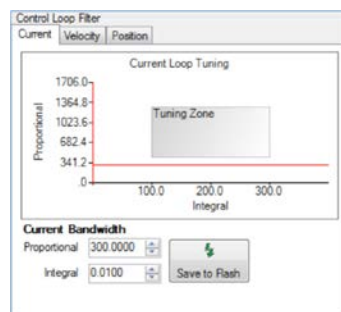 Control Loop Filter
Current Velocity Position
Current Loop Tuning
1706.0
1364.8
1023.6
682.4
341.2
.0
Proportional
Tuning Zone
100.0 200.0 300.0
Integral
Current Bandwidth
Proportional 300.0000
Integral 0.0100
Save to Flash